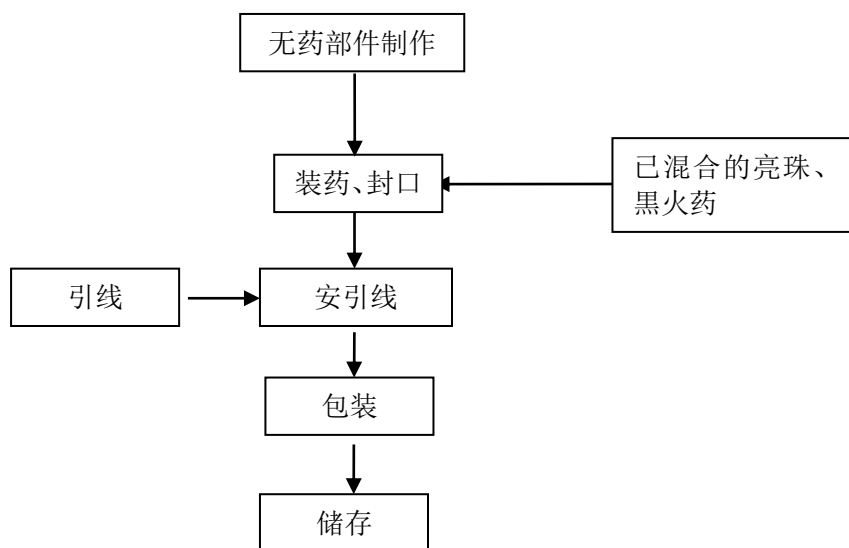 无药部件制作
装药、封口
已混合的亮珠、
黑火药
引线
安引线
包装
储存